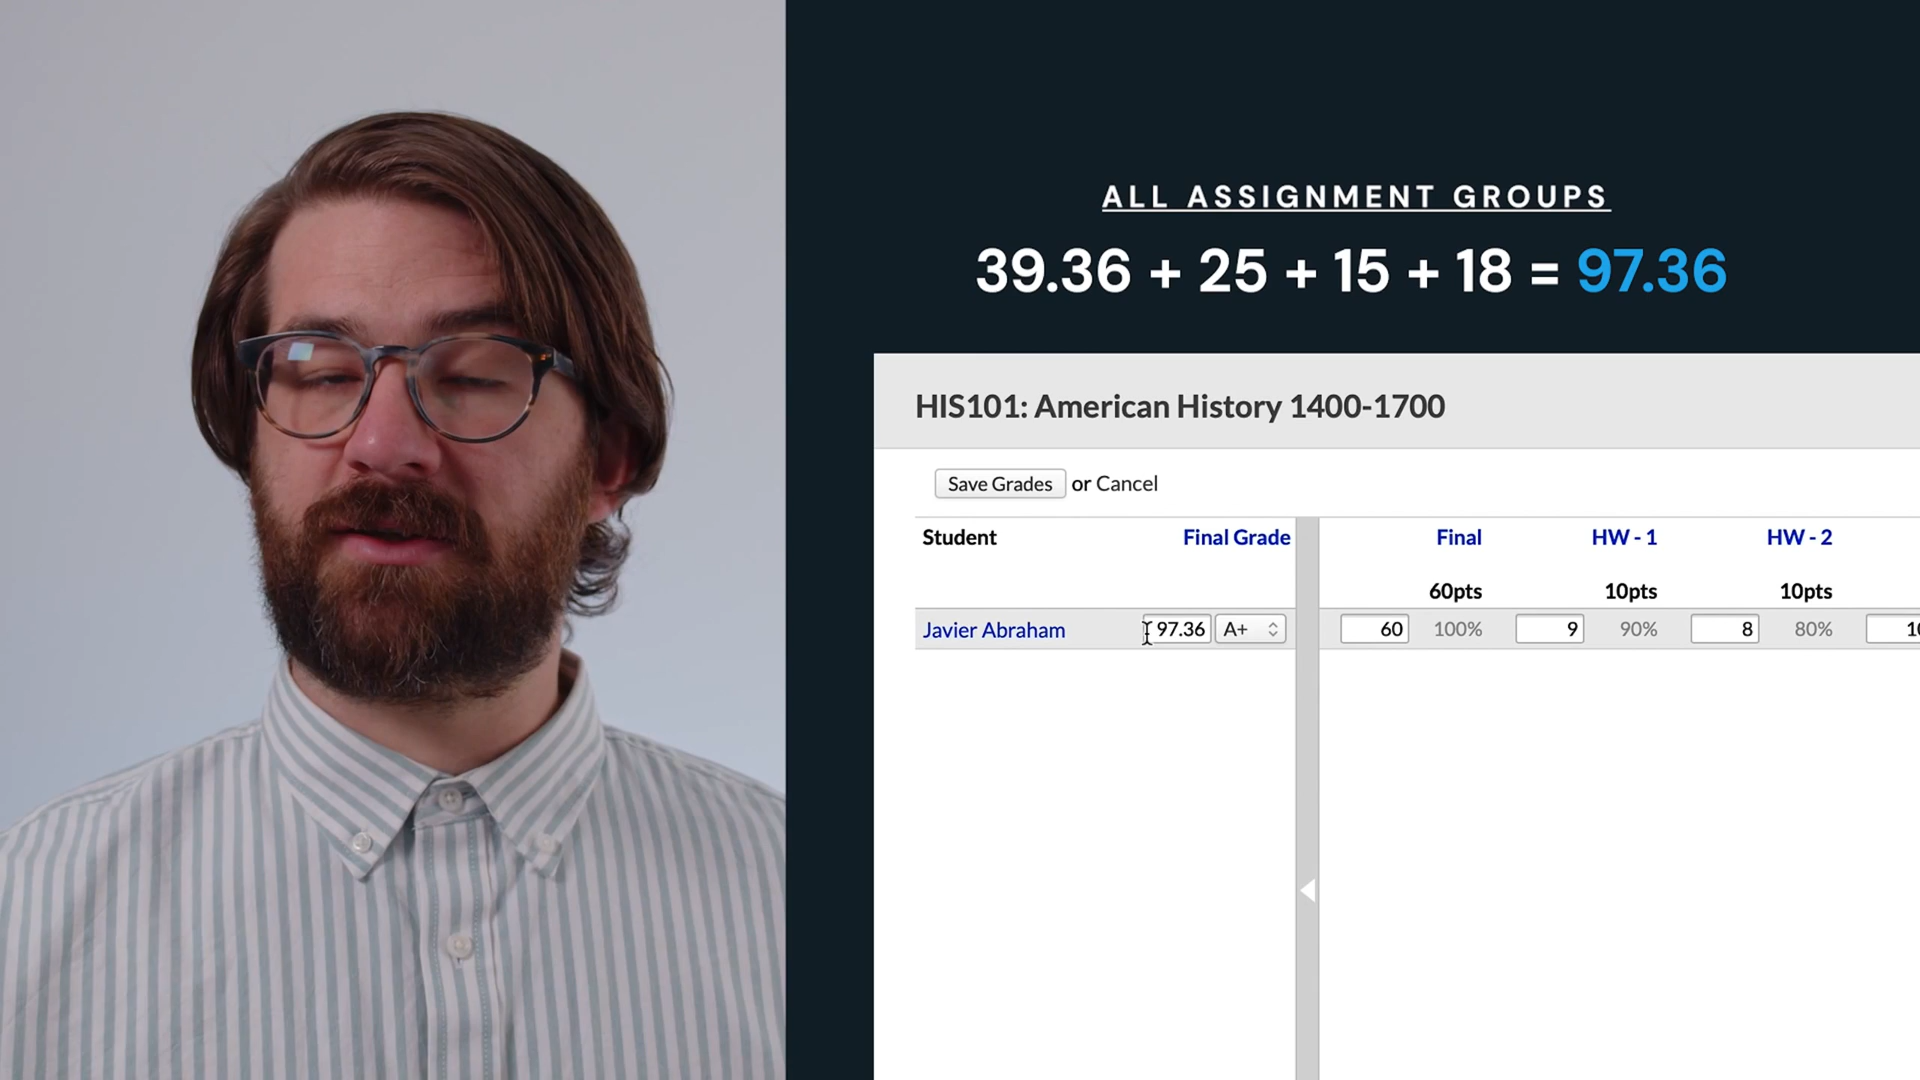 ALL ASSIGNMENT GROUPS
39.36 + 25 + 15 + 18 = 97.36
HIS101: American History 1400-1700
Save Grades or Cancel
Student Final Grade Final HW - 1 HW - 2
60pts 10pts 10pts
Javier Abraham 97.36 A+ 60 100% 9 90% 8 80%